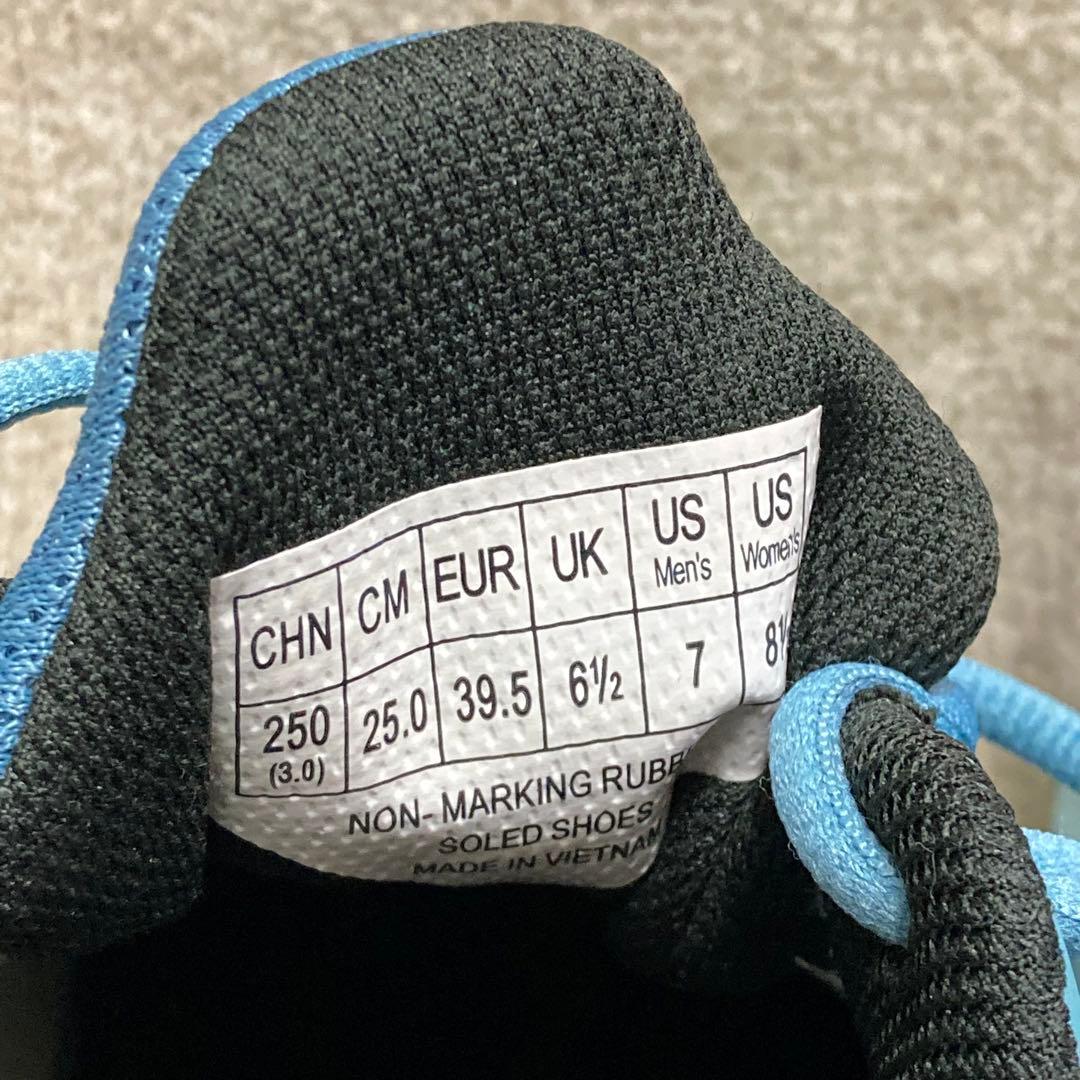 CHN CM EUR UK US Men's US Women's
250 (3.0) 25.0 39.5 6½ 7
NON-MARKING
SOLED SHOES
MADE IN